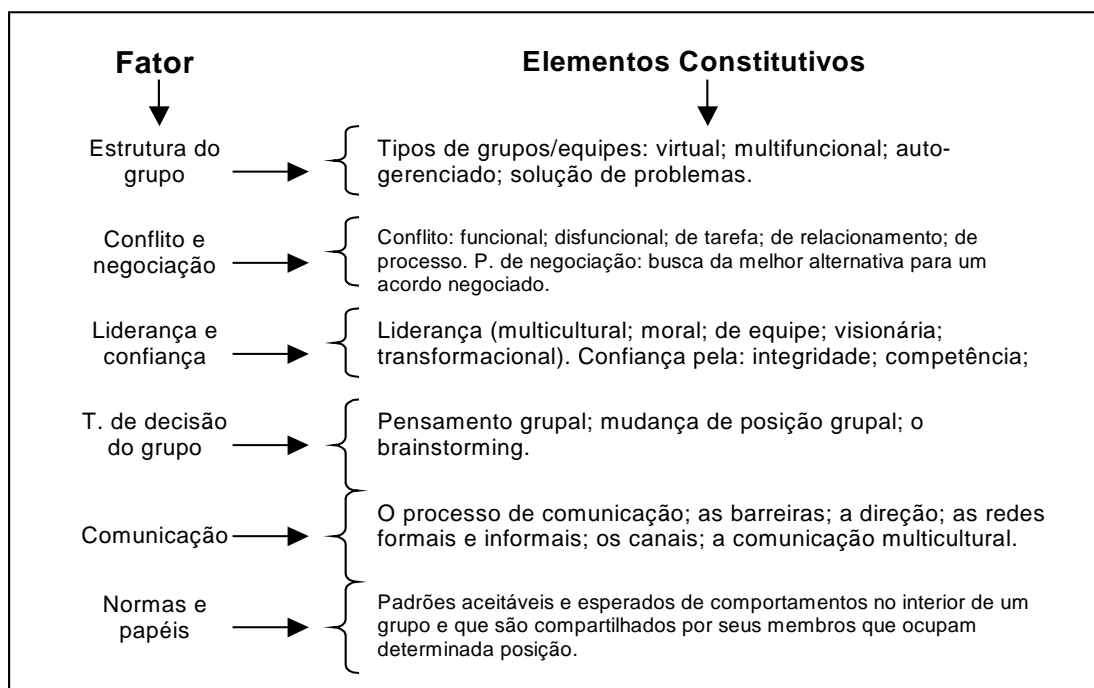 Fator
Elementos Constitutivos
Estrutura do
grupo
Tipos de grupos/equipes: virtual; multifuncional; auto-
gerenciado; solução de problemas.
Conflito e
negociação
Conflito: funcional; disfuncional; de tarefa; de relacionamento; de
processo. P. de negociação: busca da melhor alternativa para um
acordo negociado.
Liderança e
confiança
Liderança (multicultural; moral; de equipe; visionária;
transformacional). Confiança pela: integridade; competência;
T. de decisão
do grupo
Pensamento grupal; mudança de posição grupal; o
brainstorming.
Comunicação
O processo de comunicação; as barreiras; a direção; as redes
formais e informais; os canais; a comunicação multicultural.
Normas e
papéis
Padrões aceitáveis e esperados de comportamentos no interior de um
grupo e que são compartilhados por seus membros que ocupam
determinada posição.